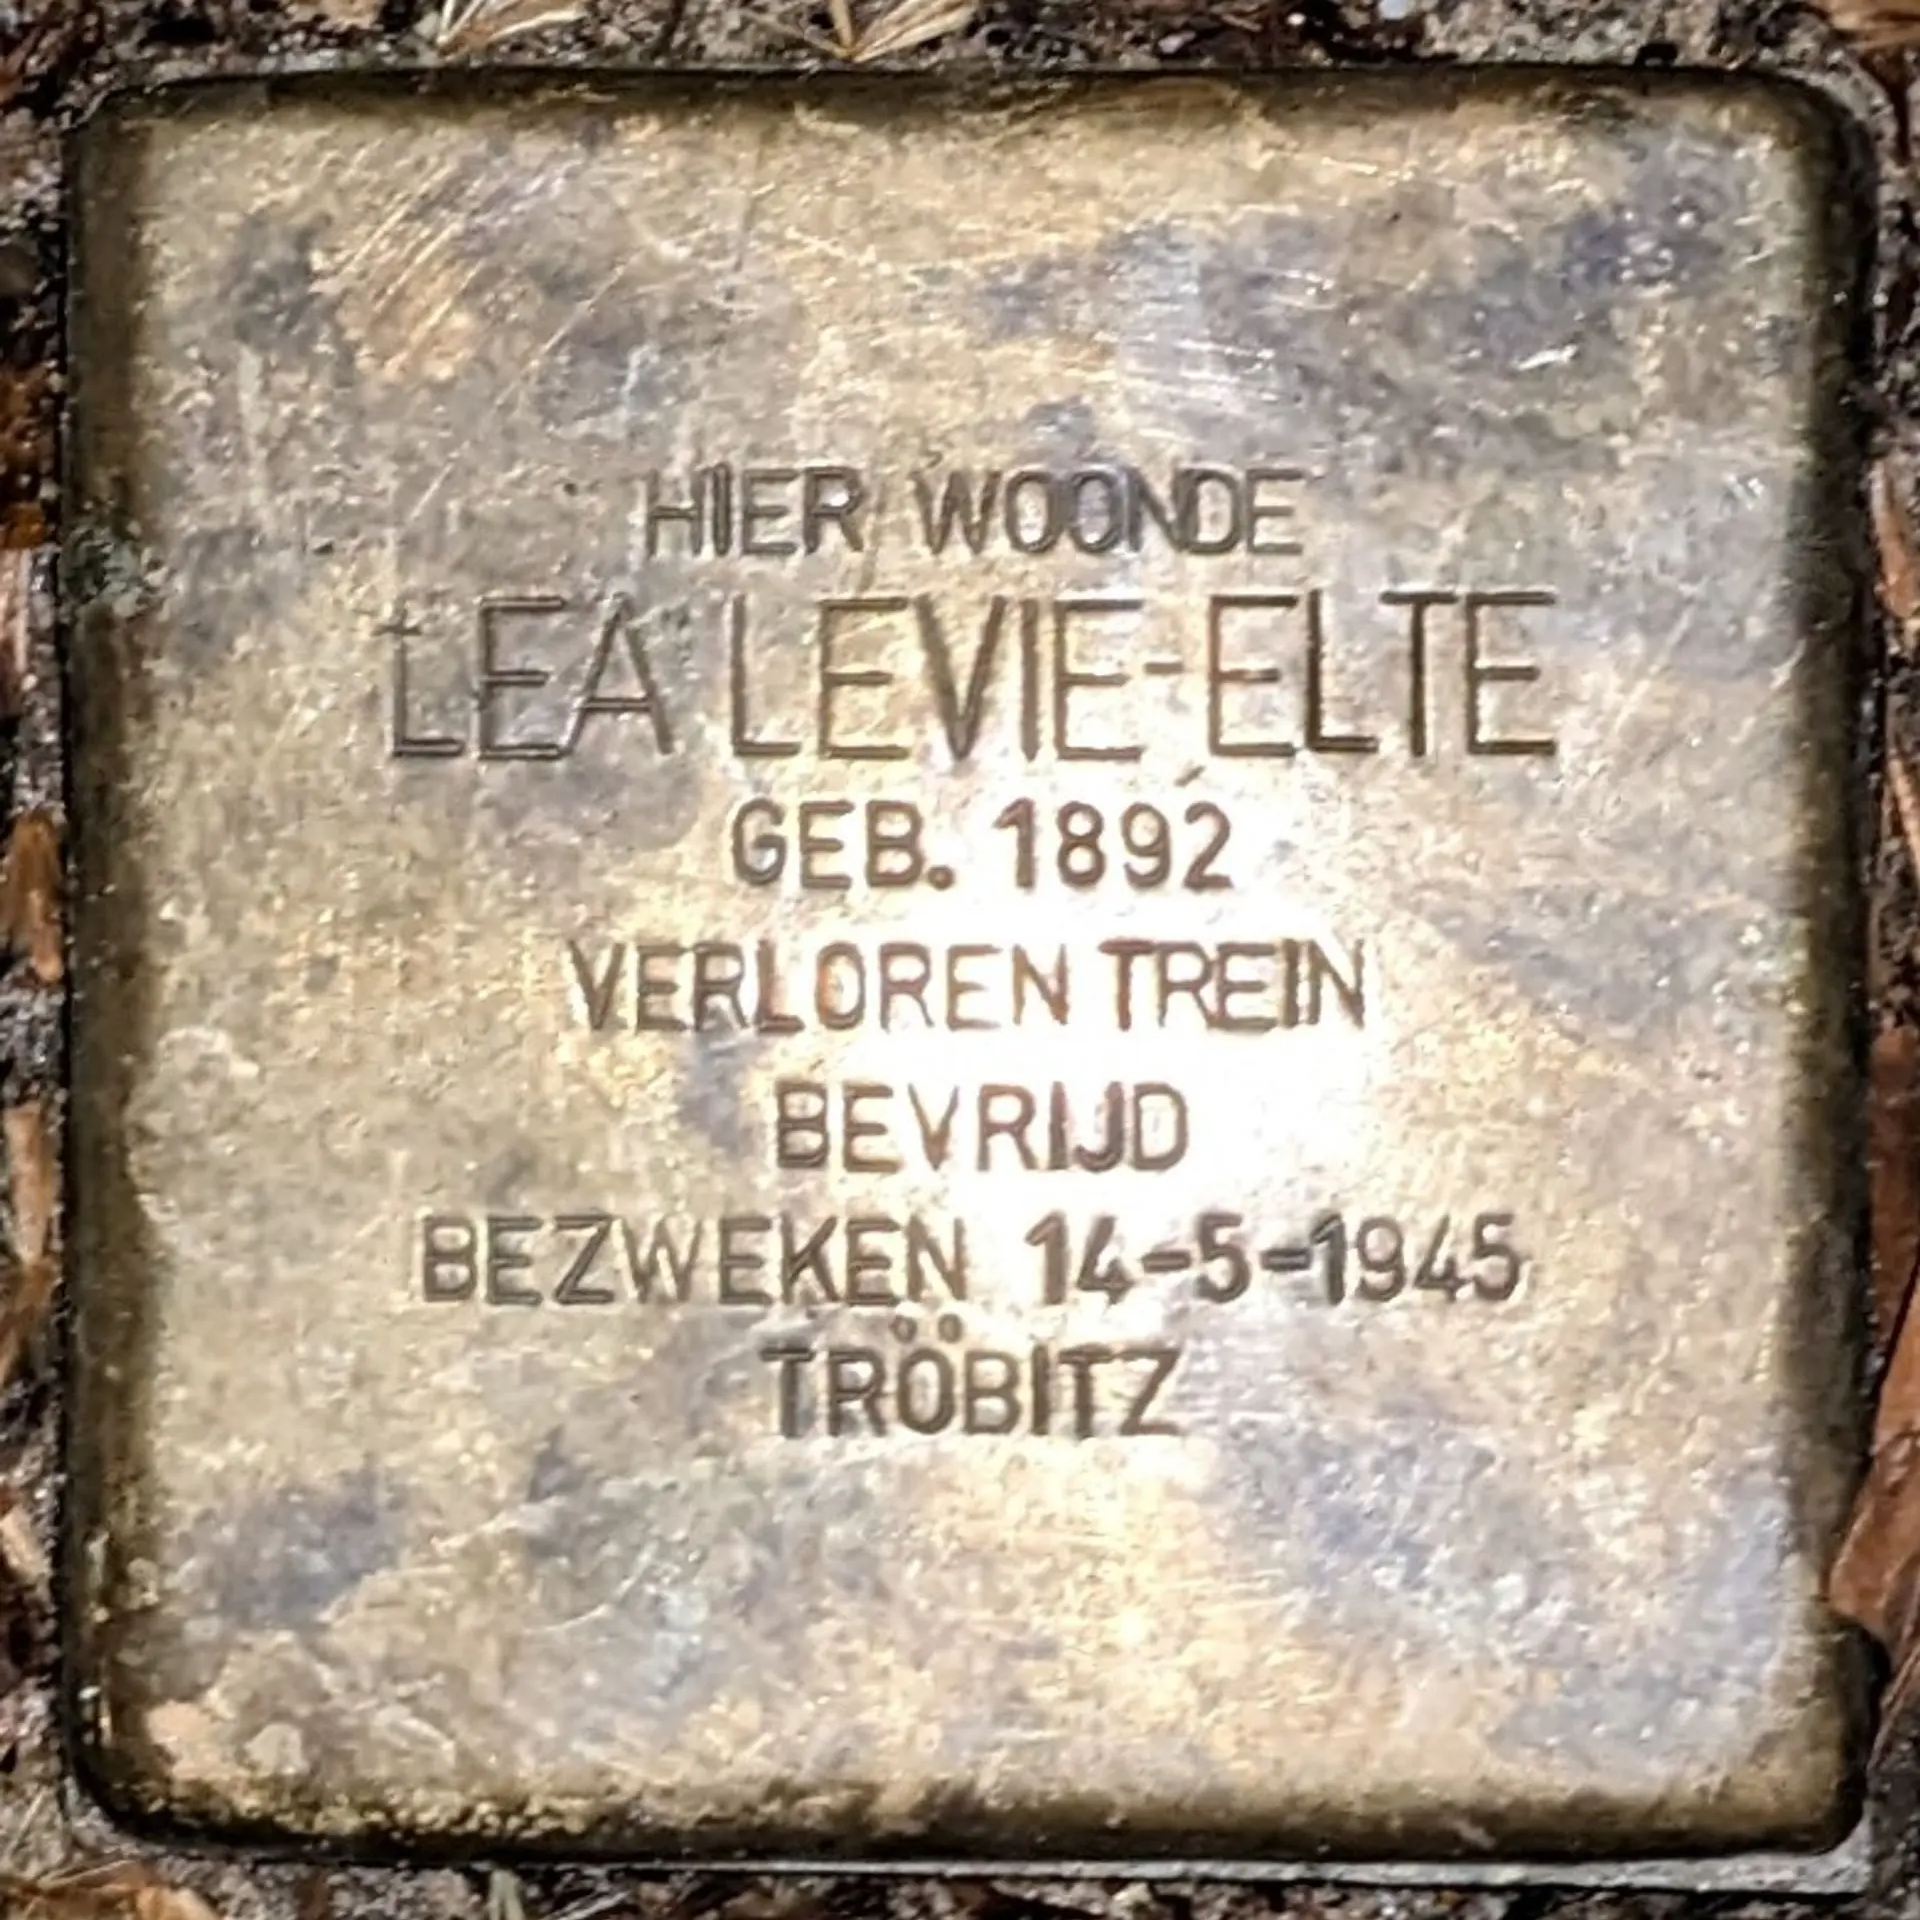 HIER WOONDE
LEA LEVIE-ELTE
GEB. 1892
VERLOREN TREIN
BEVRIJD
BEZWEKEN 14-5-1945
TRÖBITZ